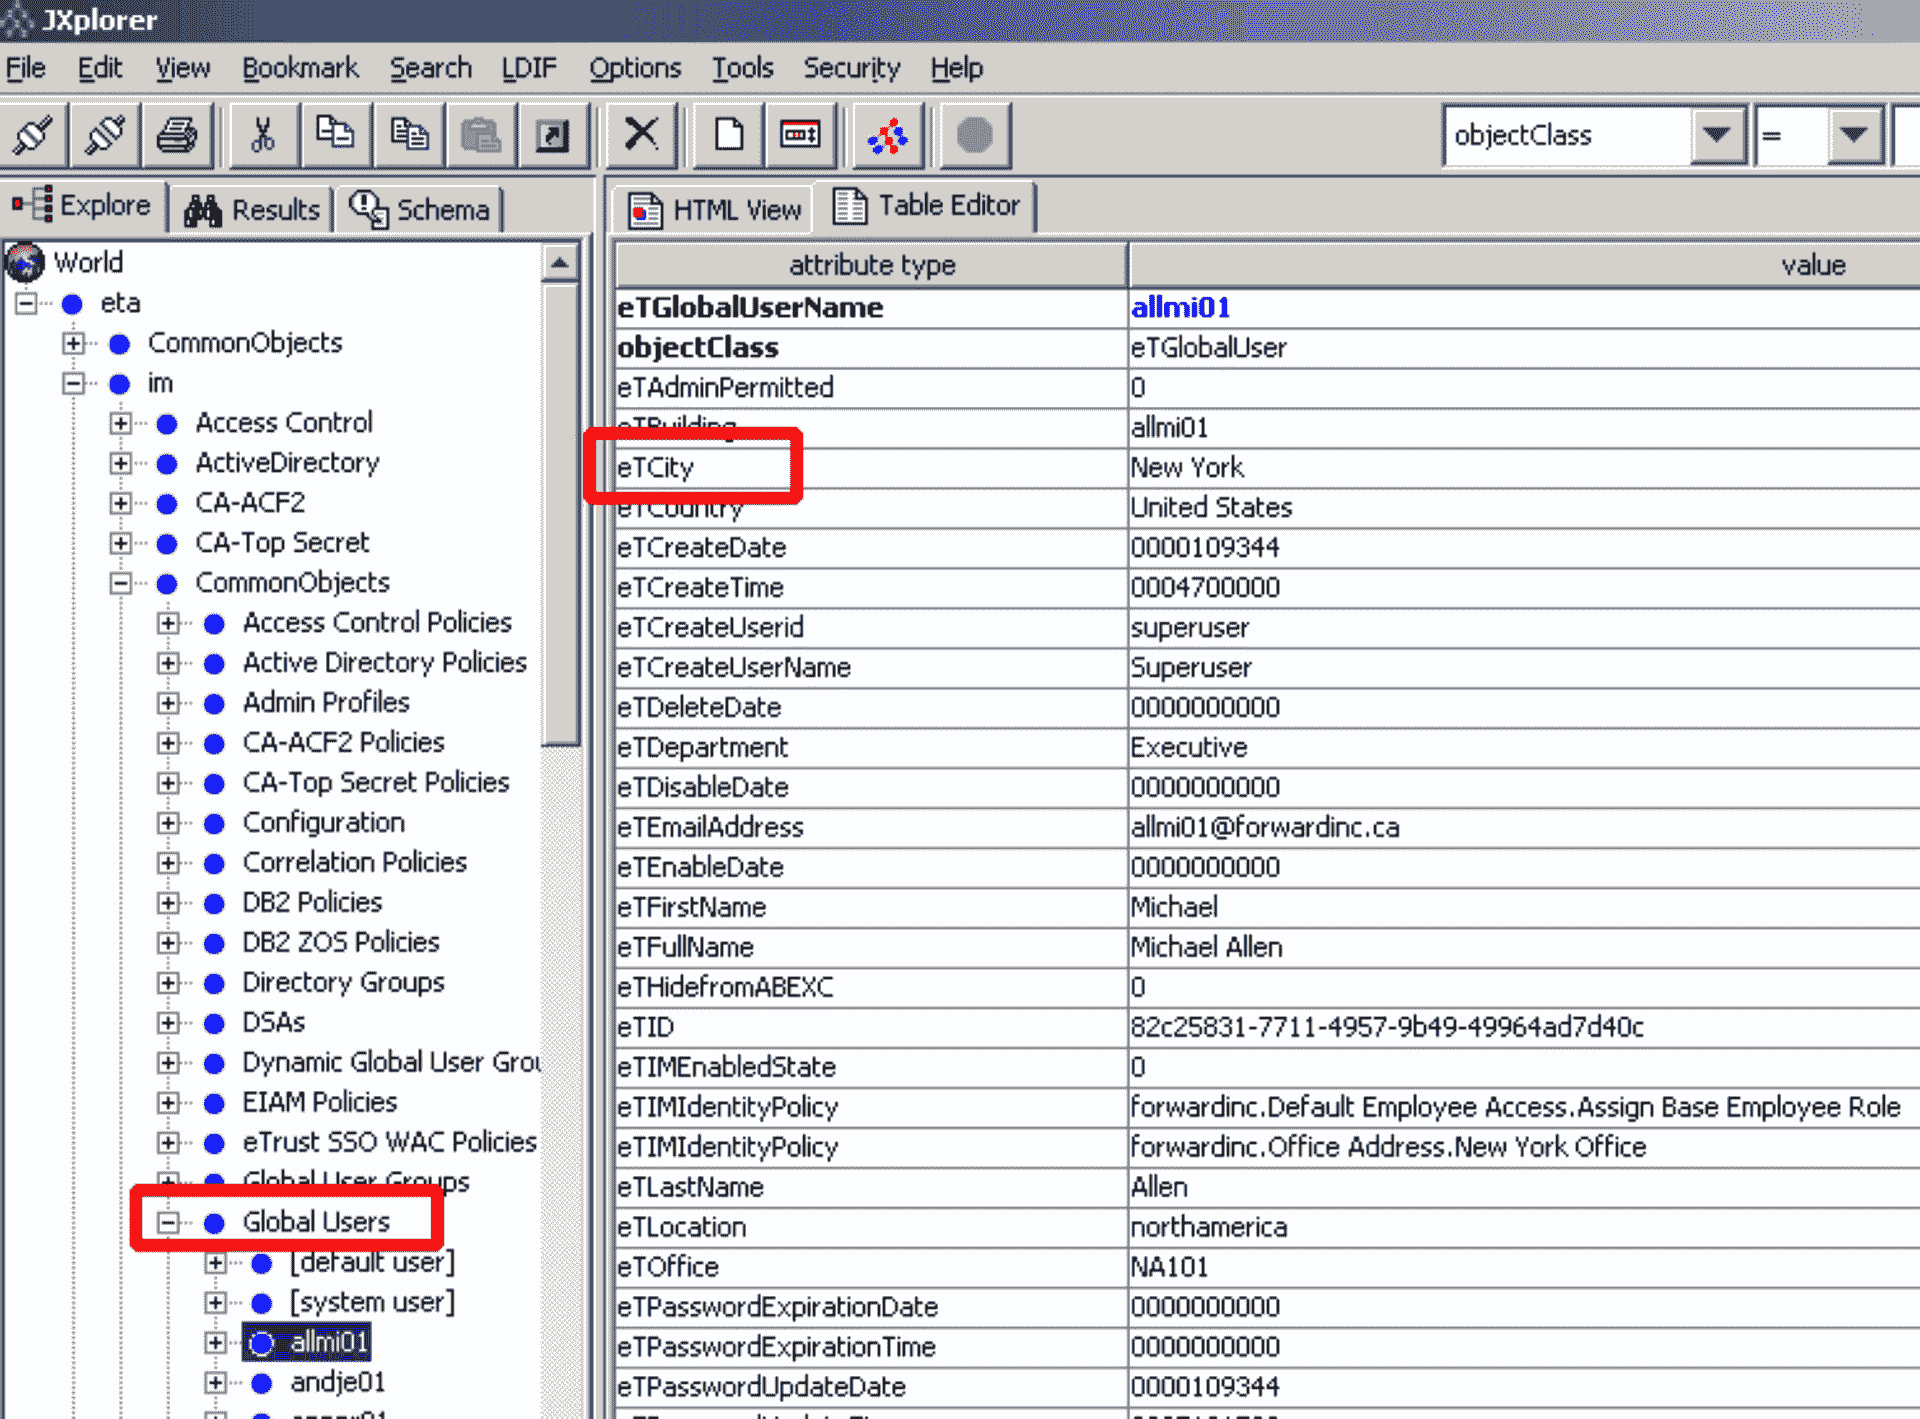 JXplorer
File Edit View Bookmark Search LDIF Options Tools Security Help
objectClass =
Explore Results Schema
HTML View Table Editor
World
eta
CommonObjects
im
Access Control
ActiveDirectory
CA-ACF2
CA-Top Secret
CommonObjects
Access Control Policies
Active Directory Policies
Admin Profiles
CA-ACF2 Policies
CA-Top Secret Policies
Configuration
Correlation Policies
DB2 Policies
DB2 ZOS Policies
Directory Groups
DSAs
Dynamic Global User Grou
EIAM Policies
eTrust SSO WAC Policies
Global User Groups
Global Users
[default user]
[system user]
allmi01
andje01
attribute type value
eTGlobalUserName allmi01
objectClass eTGlobalUser
eTAdminPermitted 0
eTBuilding allmi01
eTCity New York
eTCountry United States
eTCreateDate 0000109344
eTCreateTime 0004700000
eTCreateUserid superuser
eTCreateUserName Superuser
eTDeleteDate 0000000000
eTDepartment Executive
eTDisableDate 0000000000
eTEmailAddress allmi01@forwardinc.ca
eTEnableDate 0000000000
eTFirstName Michael
eTFullName Michael Allen
eTHidefromABEXC 0
eTID 82c25831-7711-4957-9b49-49964ad7d40c
eTIMEnabledState 0
eTIMIdentityPolicy forwardinc.Default Employee Access.Assign Base Employee Role
eTIMIdentityPolicy forwardinc.Office Address.New York Office
eTLastName Allen
eTLocation northamerica
eTOffice NA101
eTPasswordExpirationDate 0000000000
eTPasswordExpirationTime 0000000000
eTPasswordUpdateDate 0000109344